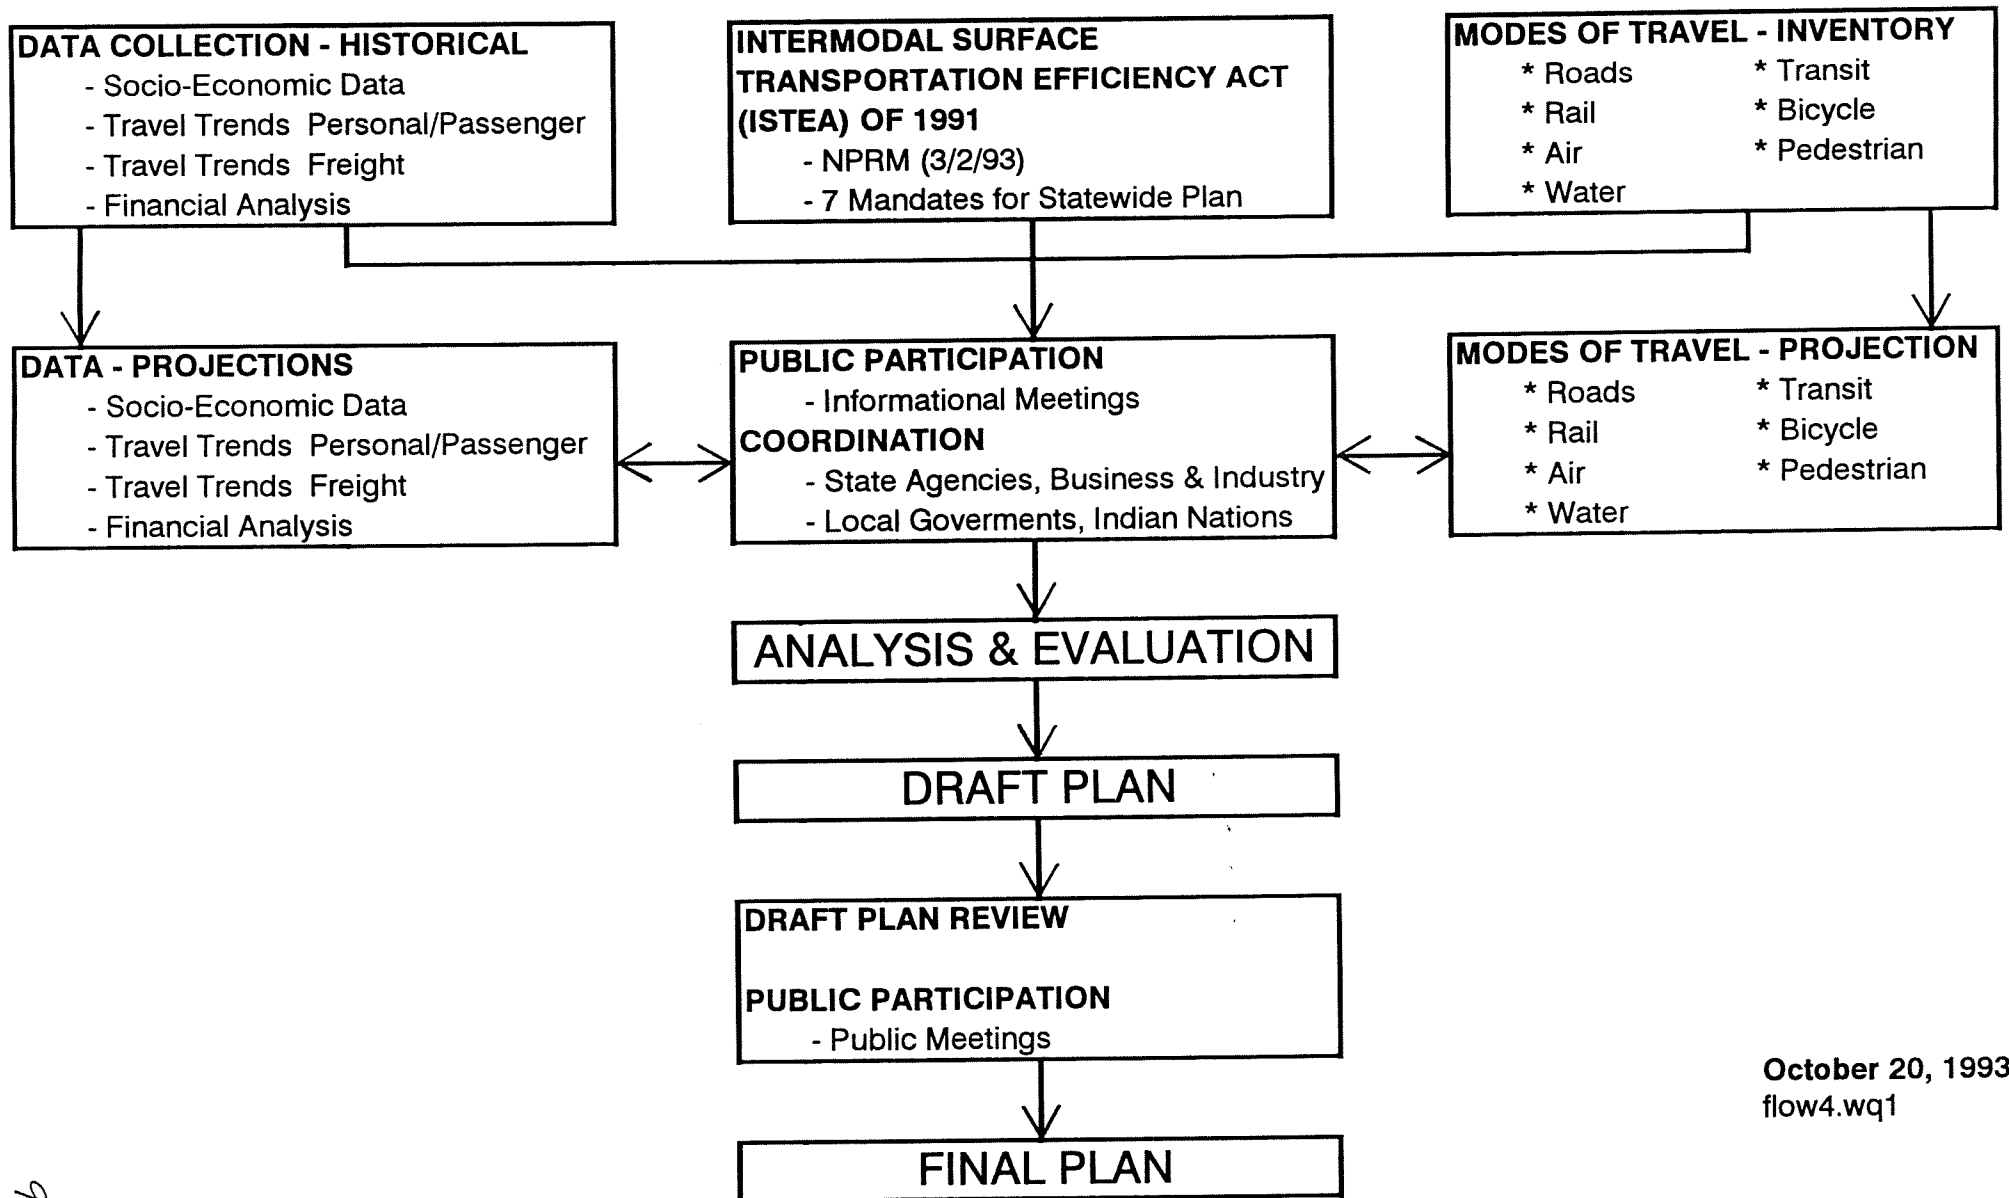 DATA COLLECTION - HISTORICAL
- Socio-Economic Data
- Travel Trends Personal/Passenger
- Travel Trends Freight
- Financial Analysis
INTERMODAL SURFACE
TRANSPORTATION EFFICIENCY ACT
(ISTEA) OF 1991
- NPRM (3/2/93)
- 7 Mandates for Statewide Plan
MODES OF TRAVEL - INVENTORY
* Roads * Transit
* Rail * Bicycle
* Air * Pedestrian
* Water
DATA - PROJECTIONS
- Socio-Economic Data
- Travel Trends Personal/Passenger
- Travel Trends Freight
- Financial Analysis
PUBLIC PARTICIPATION
- Informational Meetings
COORDINATION
- State Agencies, Business & Industry
- Local Goverments, Indian Nations
MODES OF TRAVEL - PROJECTION
* Roads * Transit
* Rail * Bicycle
* Air * Pedestrian
* Water
ANALYSIS & EVALUATION
DRAFT PLAN
DRAFT PLAN REVIEW
PUBLIC PARTICIPATION
- Public Meetings
FINAL PLAN
October 20, 1993
flow4.wq1